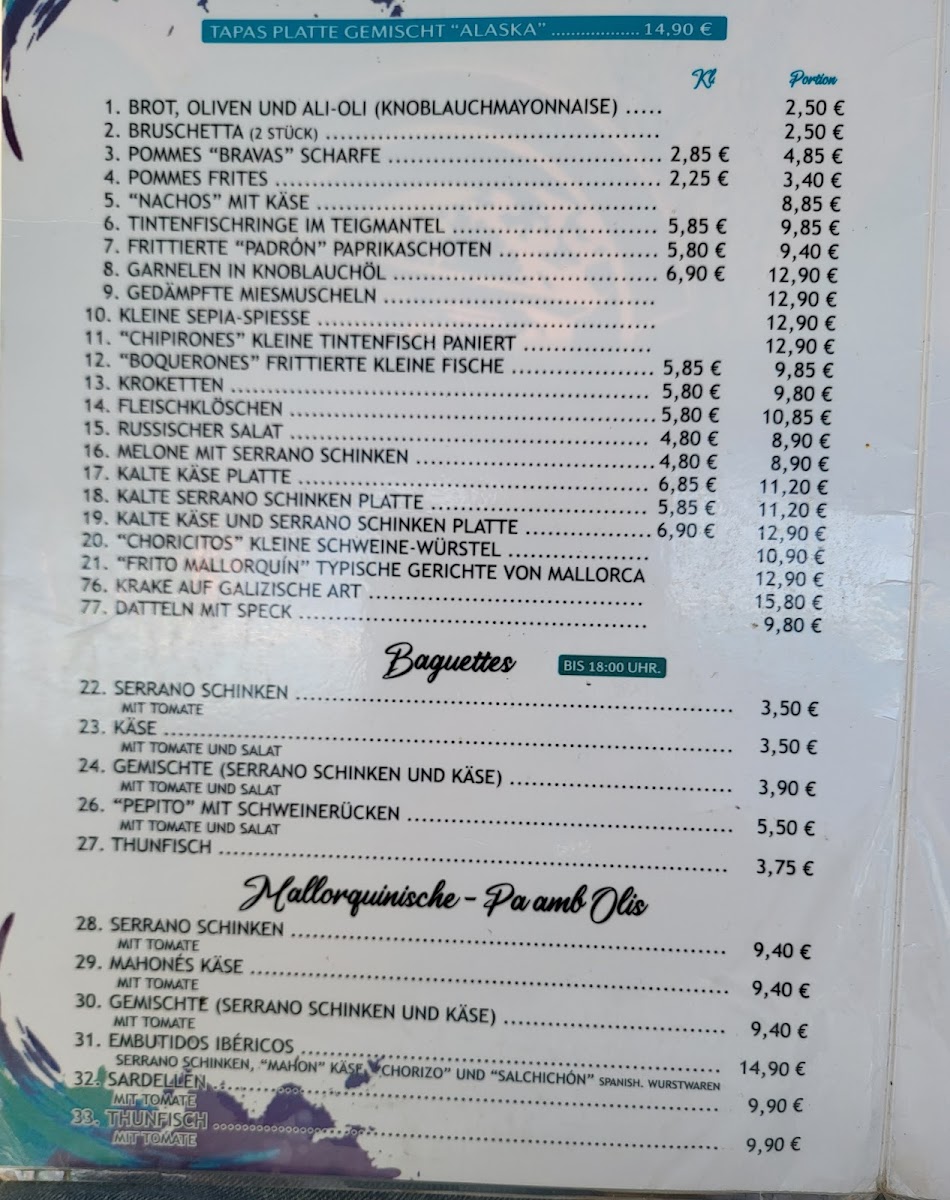 TAPAS PLATTE GEMISCHT “ALASKA” .................. 14,90 €
Kl Portion
1. BROT, OLIVEN UND ALI-OLI (KNOBLAUCHMAYONNAISE) ..... 2,50 €
2. BRUSCHETTA (2 STÜCK) ..... 2,50 €
3. POMMES “BRAVAS” SCHARFE ..... 2,85 € 4,85 €
4. POMMES FRITES ..... 2,25 € 3,40 €
5. “NACHOS” MIT KÄSE ..... 8,85 €
6. TINTENFISCHRINGE IM TEIGMANTEL ..... 5,85 € 9,85 €
7. FRITTIERTE “PADRÓN” PAPRIKASCHOTEN ..... 5,80 € 9,40 €
8. GARNELEN IN KNOBLAUCHÖL ..... 6,90 € 12,90 €
9. GEDÄMPFTE MIESMUSCHELN ..... 12,90 €
10. KLEINE SEPIA-SPIESSE ..... 12,90 €
11. “CHIPIRONES” KLEINE TINTENFISCH PANIERT ..... 12,90 €
12. “BOQUERONES” FRITTIERTE KLEINE FISCHE ..... 5,85 € 9,85 €
13. KROKETTEN ..... 5,80 € 9,80 €
14. FLEISCHKLÖSCHEN ..... 5,80 € 10,85 €
15. RUSSISCHER SALAT ..... 4,80 € 8,90 €
16. MELONE MIT SERRANO SCHINKEN ..... 4,80 € 8,90 €
17. KALTE KÄSE PLATTE ..... 6,85 € 11,20 €
18. KALTE SERRANO SCHINKEN PLATTE ..... 5,85 € 11,20 €
19. KALTE KÄSE UND SERRANO SCHINKEN PLATTE ..... 6,90 € 12,90 €
20. “CHORICITOS” KLEINE SCHWEINE-WÜRSTEL ..... 10,90 €
21. “FRITO MALLORQUÍN” TYPISCHE GERICHTE VON MALLORCA 12,90 €
76. KRAKE AUF GALIZISCHE ART ..... 15,80 €
77. DATTELN MIT SPECK ..... 9,80 €
Baguettes BIS 18:00 UHR.
22. SERRANO SCHINKEN ..... 3,50 €
MIT TOMATE
23. KÄSE ..... 3,50 €
MIT TOMATE UND SALAT
24. GEMISCHTE (SERRANO SCHINKEN UND KÄSE) ..... 3,90 €
MIT TOMATE UND SALAT
26. “PEPITO” MIT SCHWEINERÜCKEN ..... 5,50 €
MIT TOMATE UND SALAT
27. THUNFISCH ..... 3,75 €
Mallorquinische - Pa amb Olis
28. SERRANO SCHINKEN ..... 9,40 €
MIT TOMATE
29. MAHONÉS KÄSE ..... 9,40 €
MIT TOMATE
30. GEMISCHTE (SERRANO SCHINKEN UND KÄSE) ..... 9,40 €
MIT TOMATE
31. EMBUTIDOS IBÉRICOS ..... 14,90 €
SERRANO SCHINKEN, “MAHON” KÄSE, “CHORIZO” UND “SALCHICHÓN” SPANISH. WURSTWAREN
32. SARDELLEN ..... 9,90 €
MIT TOMATE
33. THUNFISCH ..... 9,90 €
MIT TOMATE